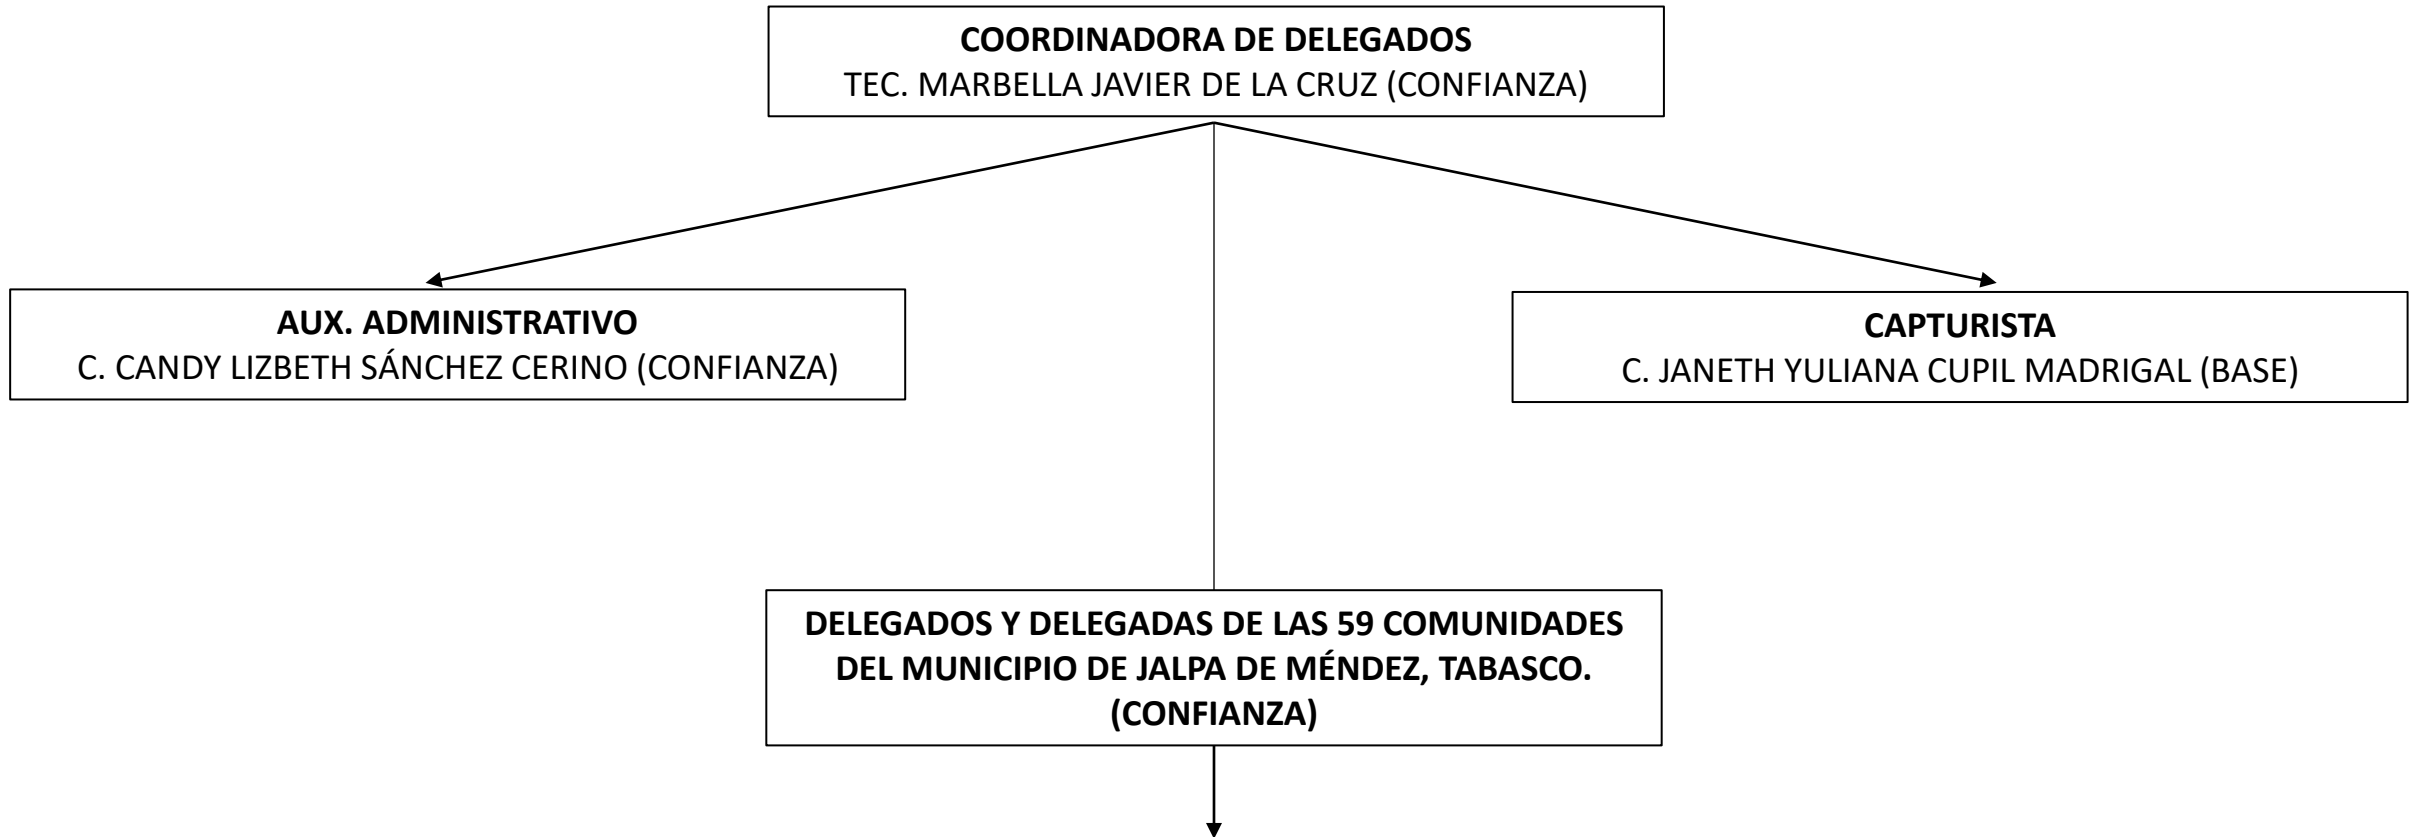 COORDINADORA DE DELEGADOS
TEC. MARBELLA JAVIER DE LA CRUZ (CONFIANZA)
AUX. ADMINISTRATIVO
C. CANDY LIZBETH SÁNCHEZ CERINO (CONFIANZA)
CAPTURISTA
C. JANETH YULIANA CUPIL MADRIGAL (BASE)
DELEGADOS Y DELEGADAS DE LAS 59 COMUNIDADES
DEL MUNICIPIO DE JALPA DE MÉNDEZ, TABASCO.
(CONFIANZA)